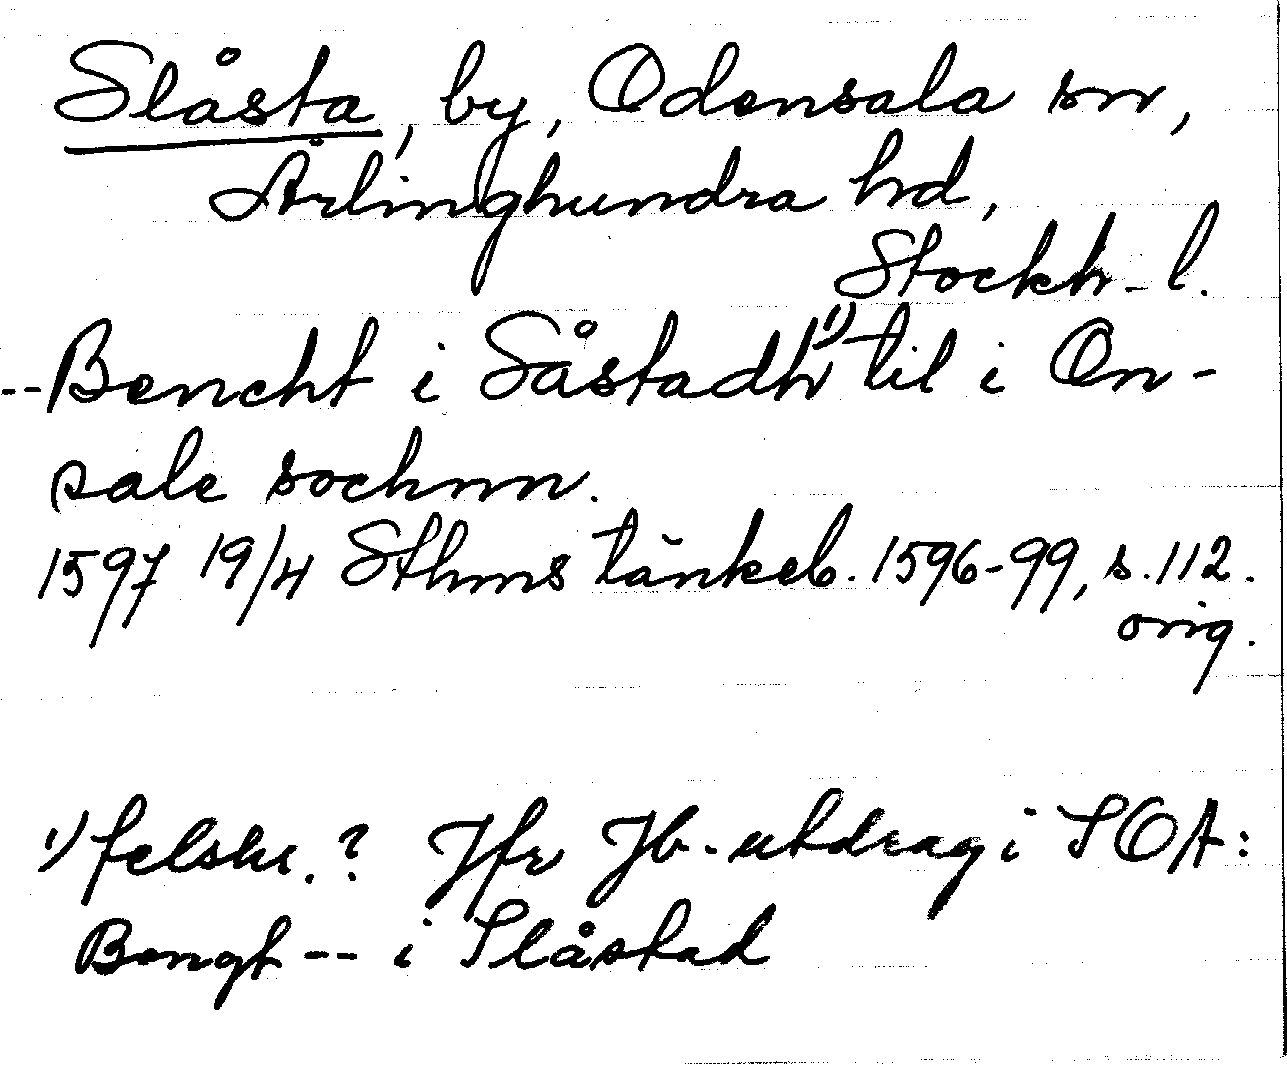 Slåsta, by, Odensala sn,
Ärlinghundra hd,
Stockh-l.
--Bencht i Såstadh¹⁾ til i On-
sale sochnn.
1597 19/4 Sthms tänkeb. 1596-99, s.112.
orig.
¹⁾ felskr.? Jfr Jb.-utdrag i SOA:
Bengt -- i Slåstad